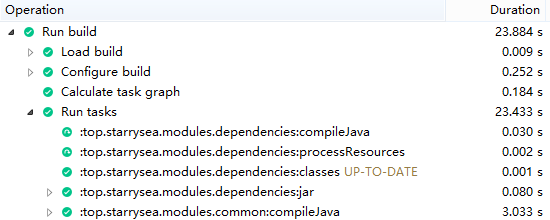 Operation Duration
Run build 23.884 s
Load build 0.009 s
Configure build 0.252 s
Calculate task graph 0.184 s
Run tasks 23.433 s
:top.starrysea.modules.dependencies:compileJava 0.030 s
:top.starrysea.modules.dependencies:processResources 0.002 s
:top.starrysea.modules.dependencies:classes UP-TO-DATE 0.001 s
:top.starrysea.modules.dependencies:jar 0.080 s
:top.starrysea.modules.common:compileJava 3.033 s